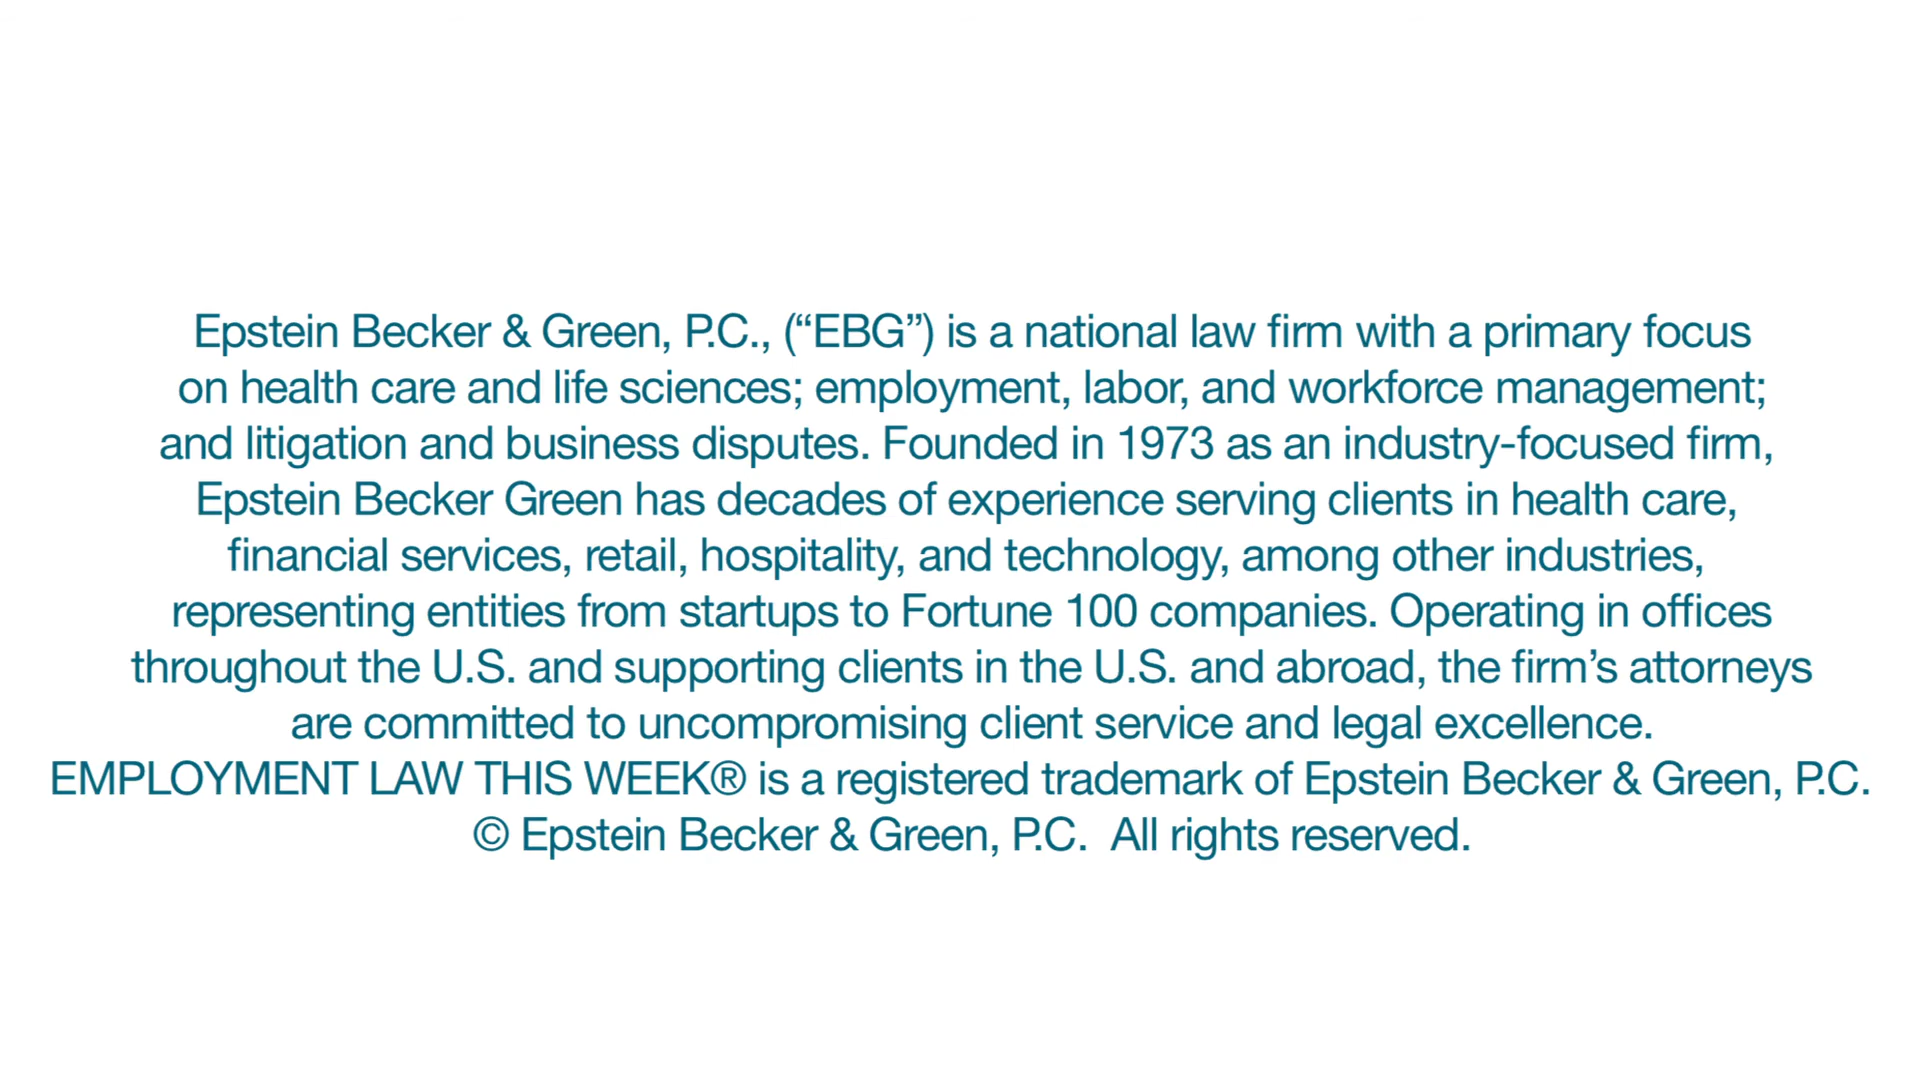 Epstein Becker & Green, P.C., (“EBG”) is a national law firm with a primary focus
on health care and life sciences; employment, labor, and workforce management;
and litigation and business disputes. Founded in 1973 as an industry-focused firm,
Epstein Becker Green has decades of experience serving clients in health care,
financial services, retail, hospitality, and technology, among other industries,
representing entities from startups to Fortune 100 companies. Operating in offices
throughout the U.S. and supporting clients in the U.S. and abroad, the firm’s attorneys
are committed to uncompromising client service and legal excellence.
EMPLOYMENT LAW THIS WEEK® is a registered trademark of Epstein Becker & Green, P.C.
© Epstein Becker & Green, P.C.  All rights reserved.